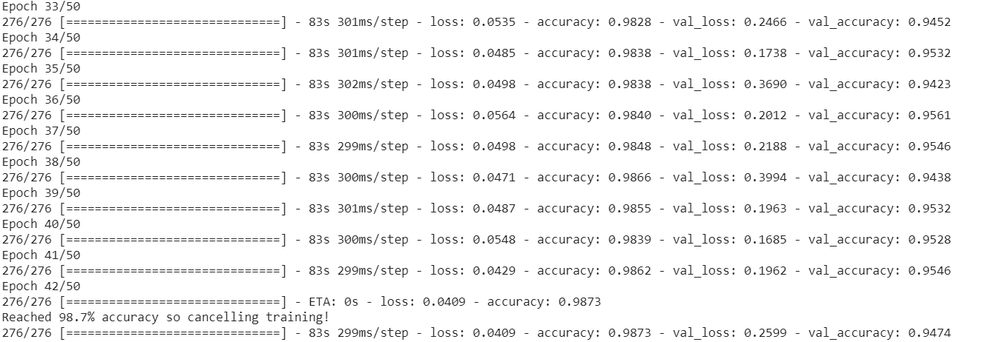 Epoch 33/50
276/276 [==============================] - 83s 301ms/step - loss: 0.0535 - accuracy: 0.9828 - val_loss: 0.2466 - val_accuracy: 0.9452
Epoch 34/50
276/276 [==============================] - 83s 301ms/step - loss: 0.0485 - accuracy: 0.9838 - val_loss: 0.1738 - val_accuracy: 0.9532
Epoch 35/50
276/276 [==============================] - 83s 302ms/step - loss: 0.0498 - accuracy: 0.9838 - val_loss: 0.3690 - val_accuracy: 0.9423
Epoch 36/50
276/276 [==============================] - 83s 300ms/step - loss: 0.0564 - accuracy: 0.9840 - val_loss: 0.2012 - val_accuracy: 0.9561
Epoch 37/50
276/276 [==============================] - 83s 299ms/step - loss: 0.0498 - accuracy: 0.9848 - val_loss: 0.2188 - val_accuracy: 0.9546
Epoch 38/50
276/276 [==============================] - 83s 300ms/step - loss: 0.0471 - accuracy: 0.9866 - val_loss: 0.3994 - val_accuracy: 0.9438
Epoch 39/50
276/276 [==============================] - 83s 301ms/step - loss: 0.0487 - accuracy: 0.9855 - val_loss: 0.1963 - val_accuracy: 0.9532
Epoch 40/50
276/276 [==============================] - 83s 300ms/step - loss: 0.0548 - accuracy: 0.9839 - val_loss: 0.1685 - val_accuracy: 0.9528
Epoch 41/50
276/276 [==============================] - 83s 299ms/step - loss: 0.0429 - accuracy: 0.9862 - val_loss: 0.1962 - val_accuracy: 0.9546
Epoch 42/50
276/276 [==============================] - ETA: 0s - loss: 0.0409 - accuracy: 0.9873
Reached 98.7% accuracy so cancelling training!
276/276 [==============================] - 83s 299ms/step - loss: 0.0409 - accuracy: 0.9873 - val_loss: 0.2599 - val_accuracy: 0.9474